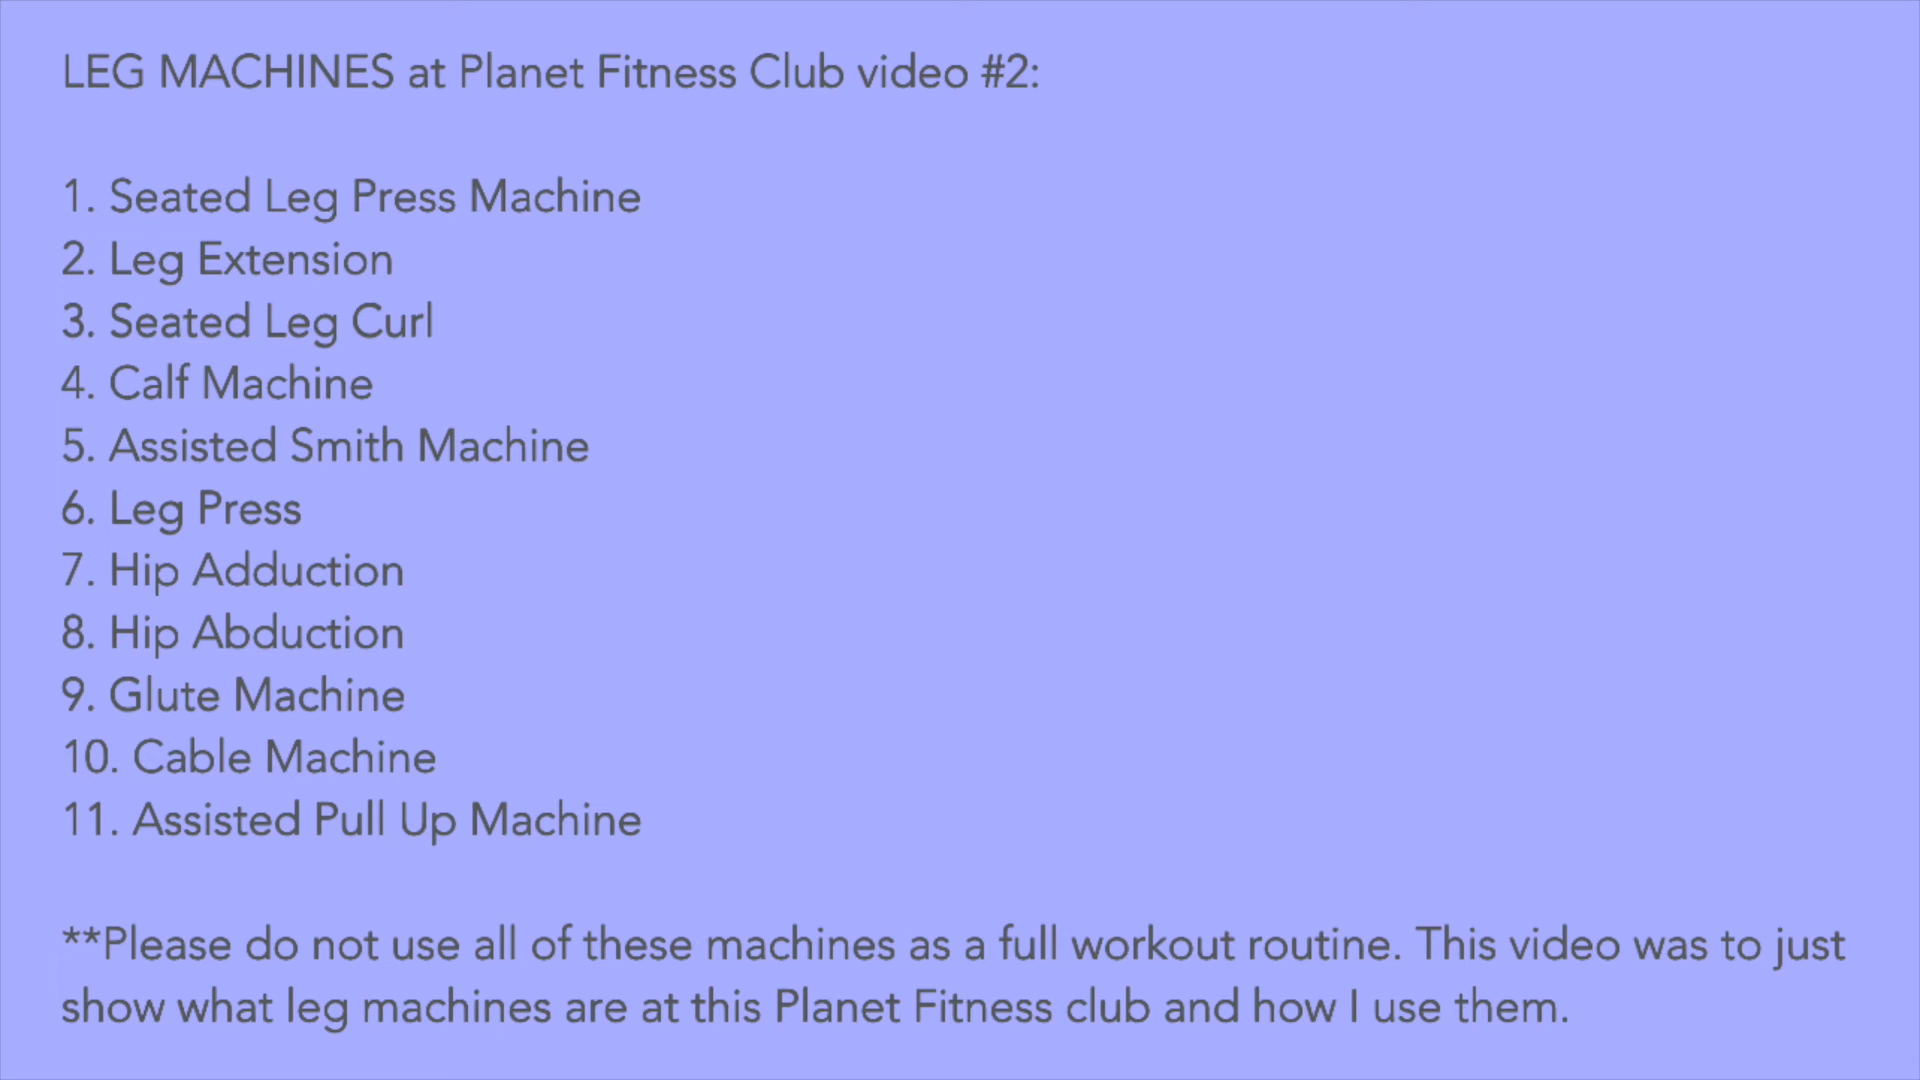 LEG MACHINES at Planet Fitness Club video #2:
1. Seated Leg Press Machine
2. Leg Extension
3. Seated Leg Curl
4. Calf Machine
5. Assisted Smith Machine
6. Leg Press
7. Hip Adduction
8. Hip Abduction
9. Glute Machine
10. Cable Machine
11. Assisted Pull Up Machine
**Please do not use all of these machines as a full workout routine. This video was to just
show what leg machines are at this Planet Fitness club and how I use them.